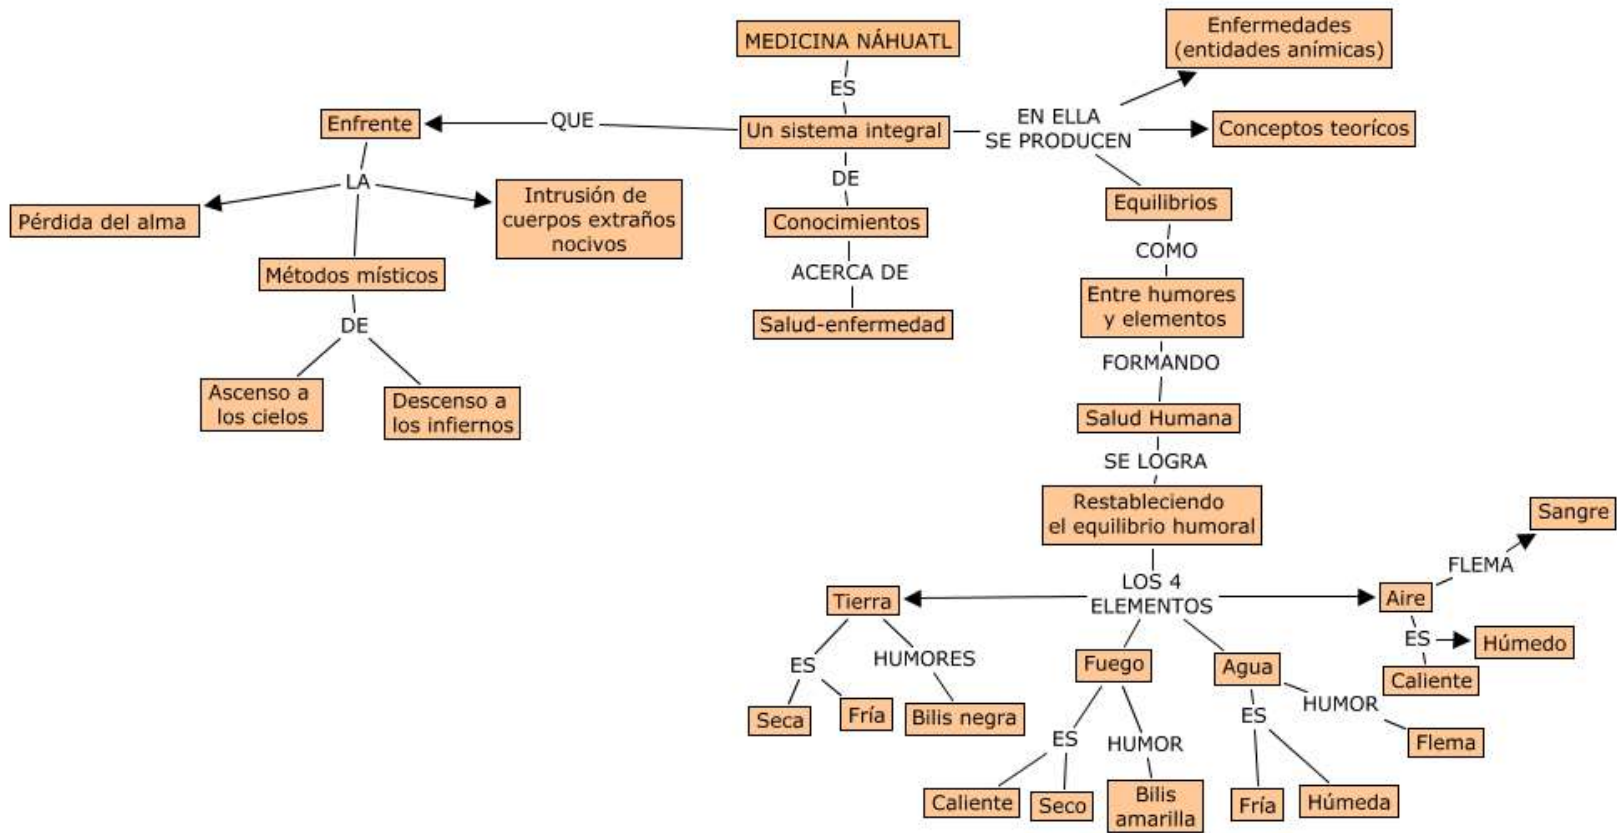 MEDICINA NÁHUATL
ES
Un sistema integral
QUE
Enfrente
LA
Pérdida del alma
Intrusión de
cuerpos extraños
nocivos
Métodos místicos
DE
Ascenso a
los cielos
Descenso a
los infiernos
DE
Conocimientos
ACERCA DE
Salud-enfermedad
EN ELLA
SE PRODUCEN
Enfermedades
(entidades anímicas)
Conceptos teorícos
Equilibrios
COMO
Entre humores
y elementos
FORMANDO
Salud Humana
SE LOGRA
Restableciendo
el equilibrio humoral
LOS 4
ELEMENTOS
Tierra
ES
Seca
Fría
HUMORES
Bilis negra
Fuego
ES
Caliente
Seco
HUMOR
Bilis
amarilla
Agua
ES
Fría
Húmeda
HUMOR
Flema
Aire
FLEMA
Sangre
ES
Húmedo
Caliente